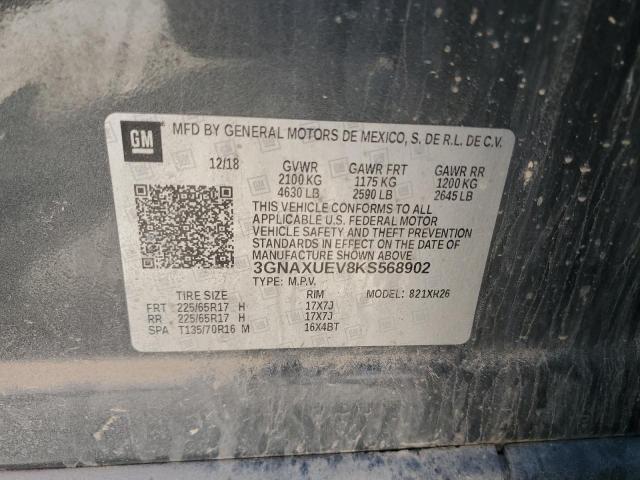 GM
MFD BY GENERAL MOTORS DE MEXICO, S. DE R.L. DE C.V.
12/18 GVWR GAWR FRT GAWR RR
2100 KG 1175 KG 1200 KG
4630 LB 2590 LB 2645 LB
THIS VEHICLE CONFORMS TO ALL
APPLICABLE U.S. FEDERAL MOTOR
VEHICLE SAFETY AND THEFT PREVENTION
STANDARDS IN EFFECT ON THE DATE OF
MANUFACTURE SHOWN ABOVE.
3GNAXUEV8KS568902
TYPE: M.P.V. MODEL: 821XR26
TIRE SIZE RIM
FRT 225/65R17 H 17X7J
RR 225/65R17 H 17X7J
SPA T135/70R16 M 16X4BT